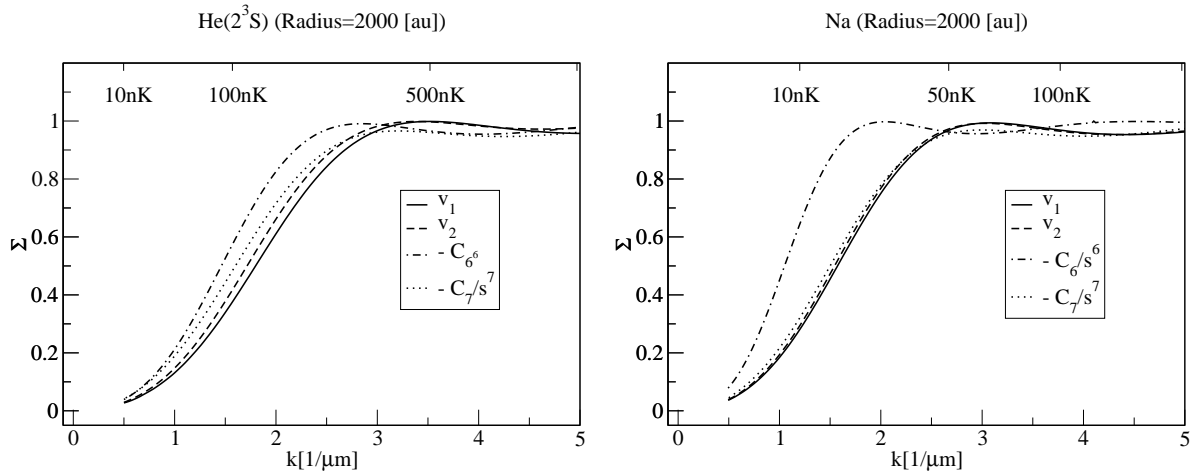 He(2³S) (Radius=2000 [au])
10nK 100nK 500nK
1
0.8
0.6
0.4
0.2
0
Σ
v₁
v₂
- C₆⁶
- C₇/s⁷
0 1 2 3 4 5
k[1/μm]
Na (Radius=2000 [au])
10nK 50nK 100nK
1
0.8
0.6
0.4
0.2
0
Σ
v₁
v₂
- C₆/s⁶
- C₇/s⁷
0 1 2 3 4 5
k[1/μm]